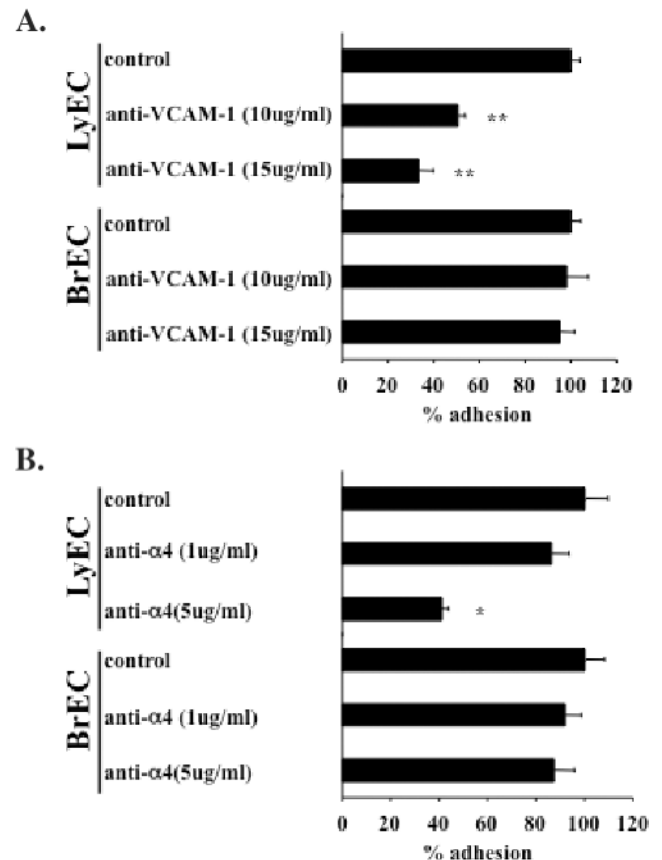 A.
LyEC
control
anti-VCAM-1 (10ug/ml)
**
anti-VCAM-1 (15ug/ml)
**
BrEC
control
anti-VCAM-1 (10ug/ml)
anti-VCAM-1 (15ug/ml)
0 20 40 60 80 100 120
% adhesion
B.
LyEC
control
anti-α4 (1ug/ml)
anti-α4(5ug/ml)
*
BrEC
control
anti-α4 (1ug/ml)
anti-α4(5ug/ml)
0 20 40 60 80 100 120
% adhesion